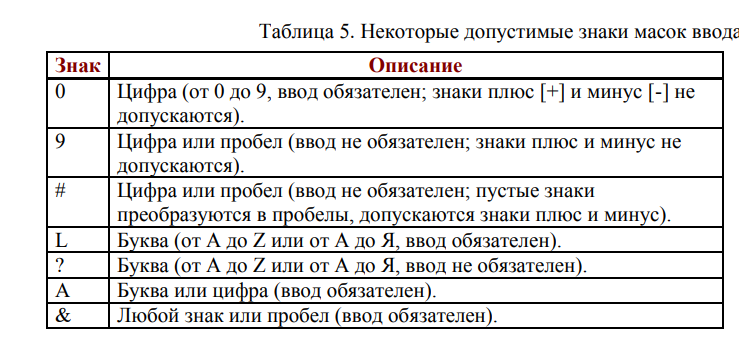 Таблица 5. Некоторые допустимые знаки масок ввода
Знак Описание
0 Цифра (от 0 до 9, ввод обязателен; знаки плюс [+] и минус [-] не
допускаются).
9 Цифра или пробел (ввод не обязателен; знаки плюс и минус не
допускаются).
# Цифра или пробел (ввод не обязателен; пустые знаки
преобразуются в пробелы, допускаются знаки плюс и минус).
L Буква (от A до Z или от А до Я, ввод обязателен).
? Буква (от A до Z или от А до Я, ввод не обязателен).
A Буква или цифра (ввод обязателен).
& Любой знак или пробел (ввод обязателен).